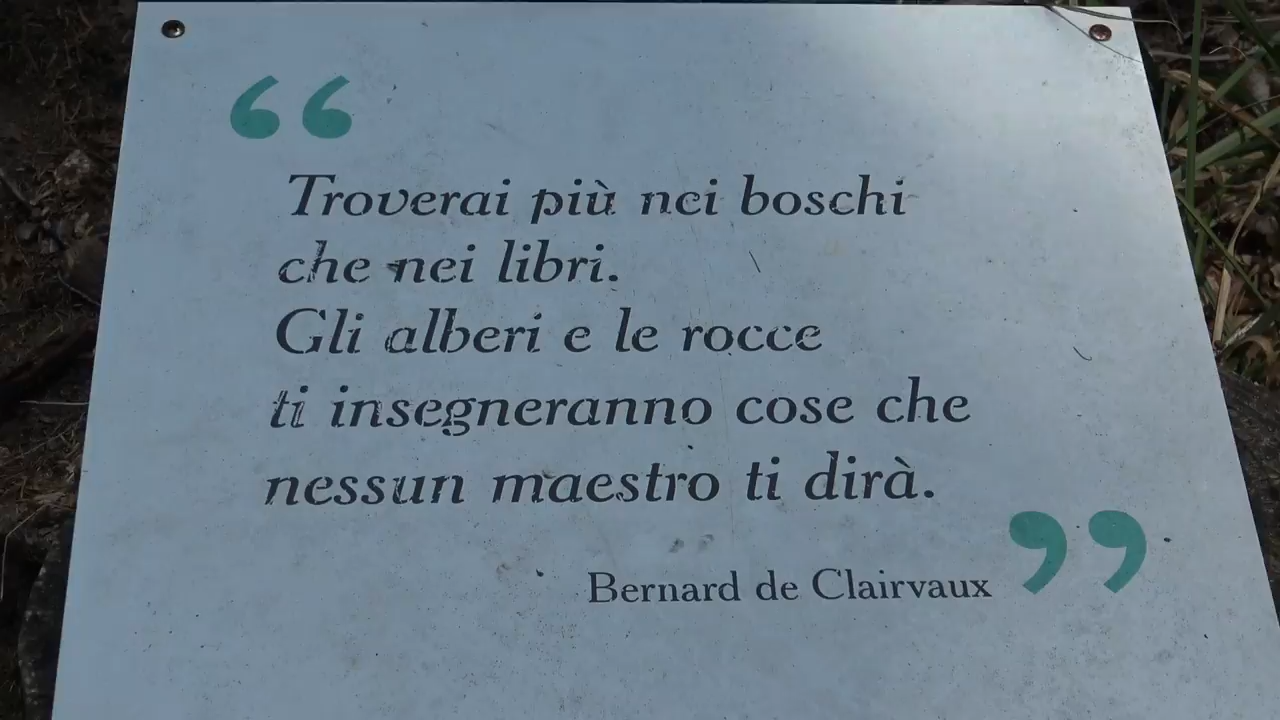 “
Troverai più nei boschi
che nei libri.
Gli alberi e le rocce
ti insegneranno cose che
nessun maestro ti dirà.
”
Bernard de Clairvaux